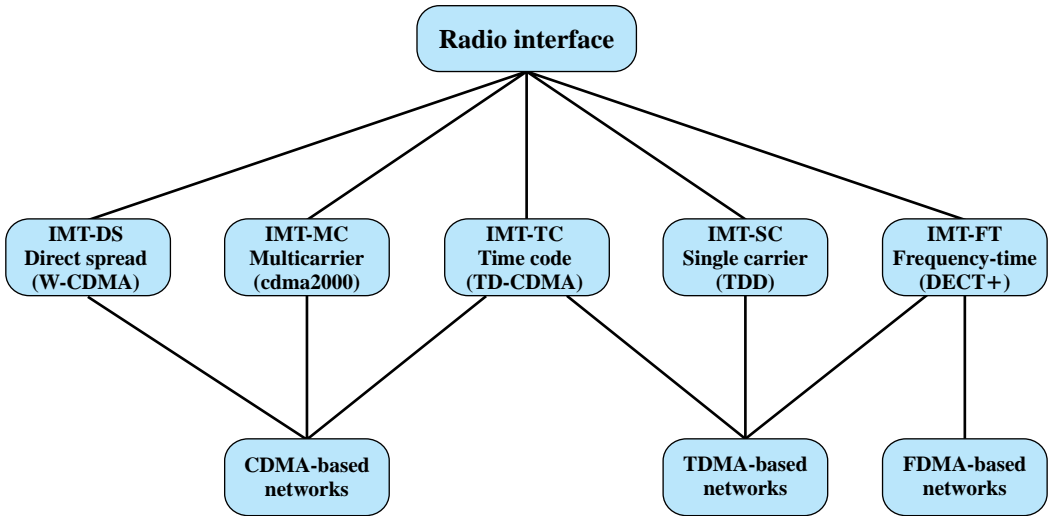 Radio interface
IMT-DS
Direct spread
(W-CDMA)
IMT-MC
Multicarrier
(cdma2000)
IMT-TC
Time code
(TD-CDMA)
IMT-SC
Single carrier
(TDD)
IMT-FT
Frequency-time
(DECT+)
CDMA-based
networks
TDMA-based
networks
FDMA-based
networks